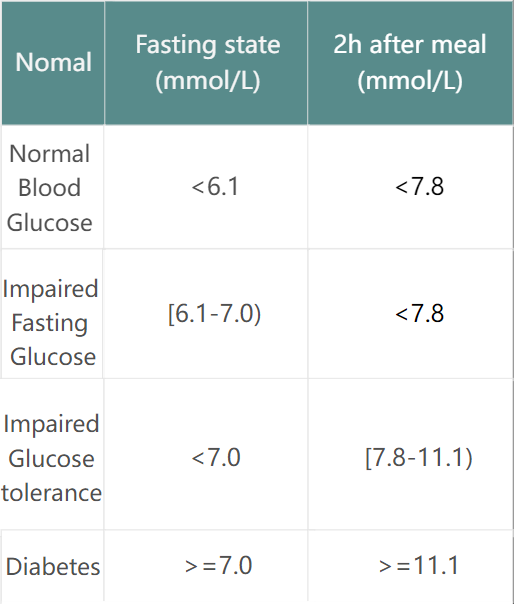 Nomal
Fasting state
(mmol/L)
2h after meal
(mmol/L)
Normal
Blood
Glucose
<6.1
<7.8
Impaired
Fasting
Glucose
[6.1-7.0)
<7.8
Impaired
Glucose
tolerance
<7.0
[7.8-11.1)
Diabetes
>=7.0
>=11.1